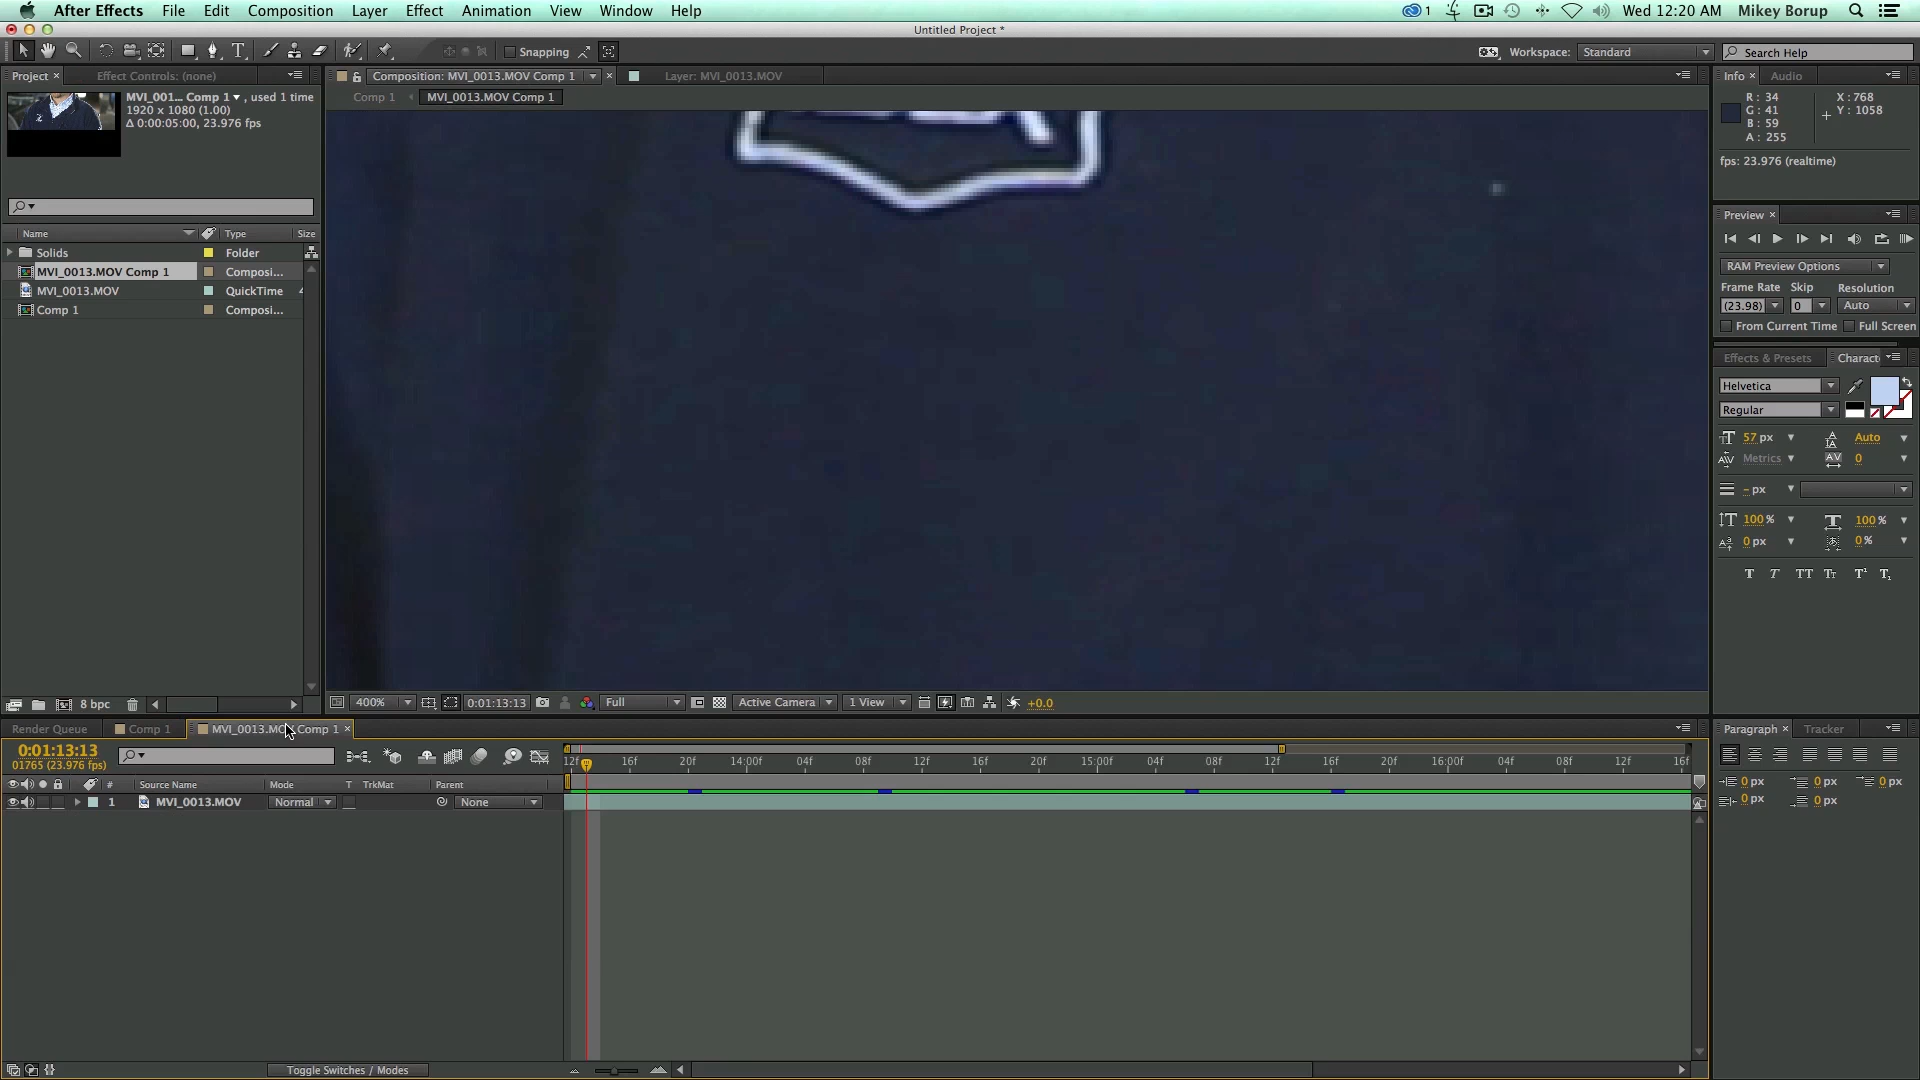 After Effects File Edit Composition Layer Effect Animation View Window Help
1 Wed 12:20 AM Mikey Borup
Untitled Project *
Snapping
Workspace: Standard
Search Help
Project Effect Controls: (none)
MVI_001... Comp 1 , used 1 time
1920 x 1080 (1.00)
Δ 0:00:05:00, 23.976 fps
Name Type Size
Solids Folder
MVI_0013.MOV Comp 1 Composi...
MVI_0013.MOV QuickTime
Comp 1 Composi...
8 bpc
Composition: MVI_0013.MOV Comp 1
Layer: MVI_0013.MOV
Comp 1 MVI_0013.MOV Comp 1
400% 0:01:13:13 Full Active Camera 1 View +0.0
Info Audio
R: 34
G: 41
B: 59
A: 255
X: 768
Y: 1058
fps: 23.976 (realtime)
Preview
RAM Preview Options
Frame Rate Skip Resolution
(23.98) 0 Auto
From Current Time Full Screen
Effects & Presets Charact
Helvetica
Regular
57 px Auto
Metrics 0
- px
100 % 100 %
0 px 0 %
T T TT Tt T¹ T₁
Render Queue Comp 1 MVI_0013.MOV Comp 1
0:01:13:13
01765 (23.976 fps)
12f 16f 20f 14:00f 04f 08f 12f 16f 20f 15:00f 04f 08f 12f 16f 20f 16:00f 04f 08f 12f 16f
# Source Name Mode T TrkMat Parent
1 MVI_0013.MOV Normal None
Toggle Switches / Modes
Paragraph Tracker
0 px 0 px 0 px
0 px 0 px